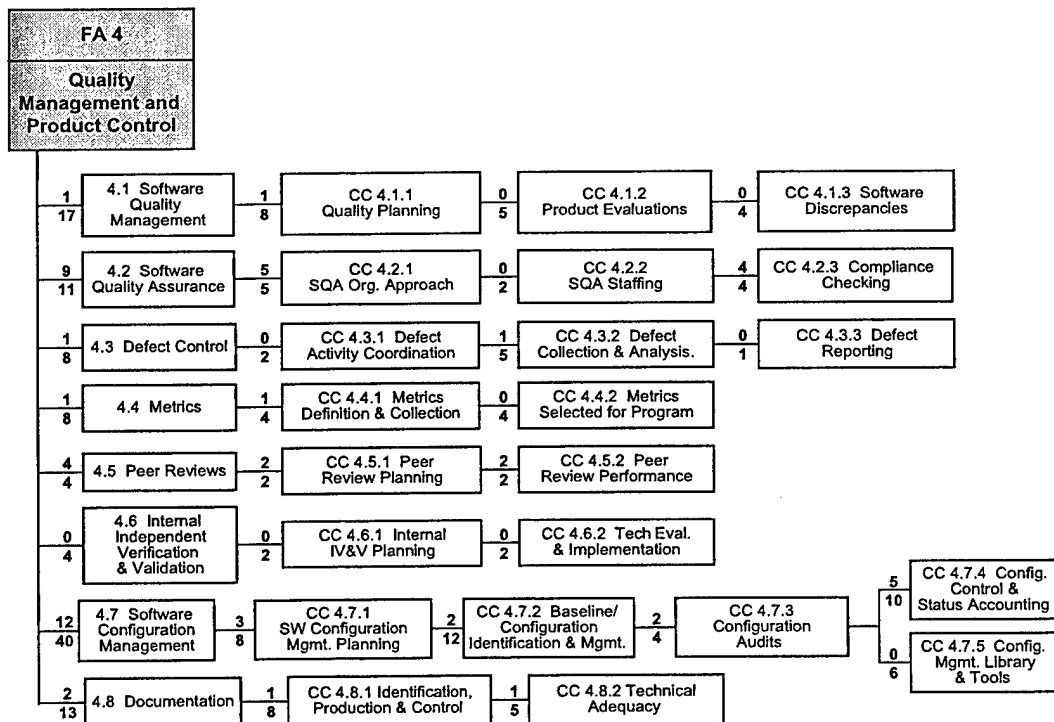 FA 4
Quality
Management and
Product Control
1
17
4.1 Software
Quality
Management
1
8
CC 4.1.1
Quality Planning
0
5
CC 4.1.2
Product Evaluations
0
4
CC 4.1.3 Software
Discrepancies
9
11
4.2 Software
Quality Assurance
5
5
CC 4.2.1
SQA Org. Approach
0
2
CC 4.2.2
SQA Staffing
4
4
CC 4.2.3 Compliance
Checking
1
8
4.3 Defect Control
0
2
CC 4.3.1 Defect
Activity Coordination
1
5
CC 4.3.2 Defect
Collection & Analysis.
0
1
CC 4.3.3 Defect
Reporting
1
8
4.4 Metrics
1
4
CC 4.4.1 Metrics
Definition & Collection
0
4
CC 4.4.2 Metrics
Selected for Program
4
4
4.5 Peer Reviews
2
2
CC 4.5.1 Peer
Review Planning
2
2
CC 4.5.2 Peer
Review Performance
0
4
4.6 Internal
Independent
Verification
& Validation
0
2
CC 4.6.1 Internal
IV&V Planning
0
2
CC 4.6.2 Tech Eval.
& Implementation
12
40
4.7 Software
Configuration
Management
3
8
CC 4.7.1
SW Configuration
Mgmt. Planning
2
12
CC 4.7.2 Baseline/
Configuration
Identification & Mgmt.
2
4
CC 4.7.3
Configuration
Audits
5
10
CC 4.7.4 Config.
Control &
Status Accounting
0
6
CC 4.7.5 Config.
Mgmt. Library
& Tools
2
13
4.8 Documentation
1
8
CC 4.8.1 Identification,
Production & Control
1
5
CC 4.8.2 Technical
Adequacy